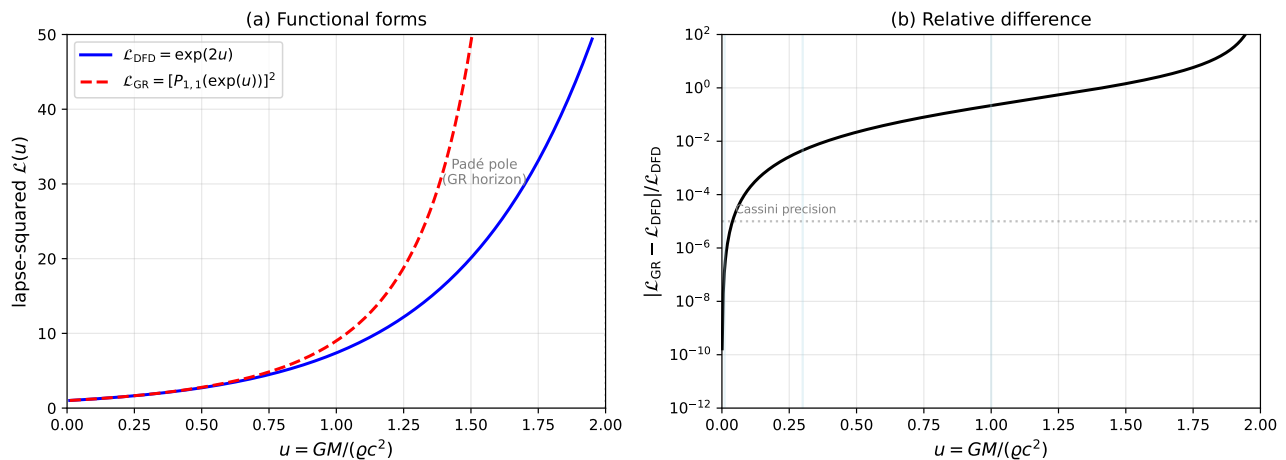 (a) Functional forms
50
40
30
20
10
0
lapse-squared ℒ(u)
ℒ_DFD = exp(2u)
ℒ_GR = [P_{1,1}(exp(u))]^2
Padé pole
(GR horizon)
0.00 0.25 0.50 0.75 1.00 1.25 1.50 1.75 2.00
u = GM/(ϱc^2)
(b) Relative difference
10^2
10^0
10^−2
10^−4
10^−6
10^−8
10^−10
10^−12
|ℒ_GR − ℒ_DFD|/ℒ_DFD
Cassini precision
0.00 0.25 0.50 0.75 1.00 1.25 1.50 1.75 2.00
u = GM/(ϱc^2)